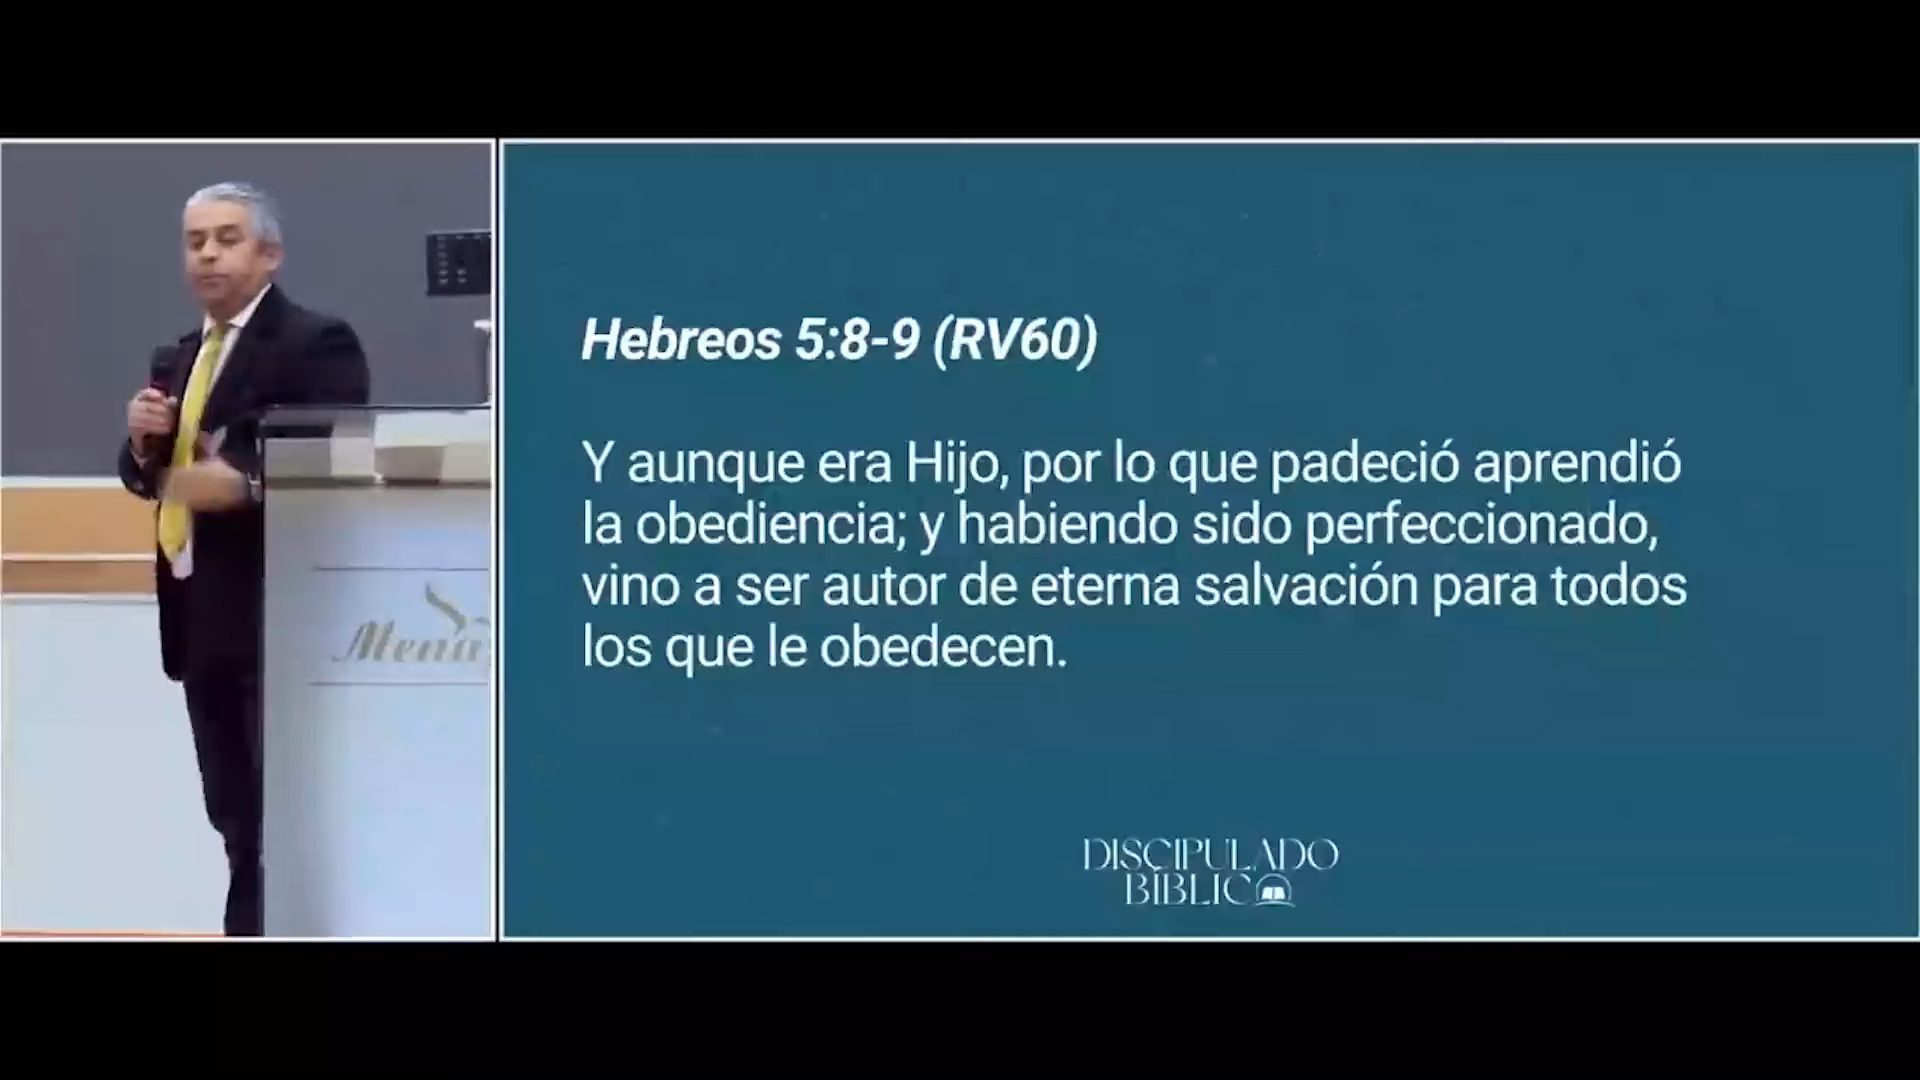 Hebreos 5:8-9 (RV60)
Y aunque era Hijo, por lo que padeció aprendió
la obediencia; y habiendo sido perfeccionado,
vino a ser autor de eterna salvación para todos
los que le obedecen.
DISCIPULADO
BÍBLICO